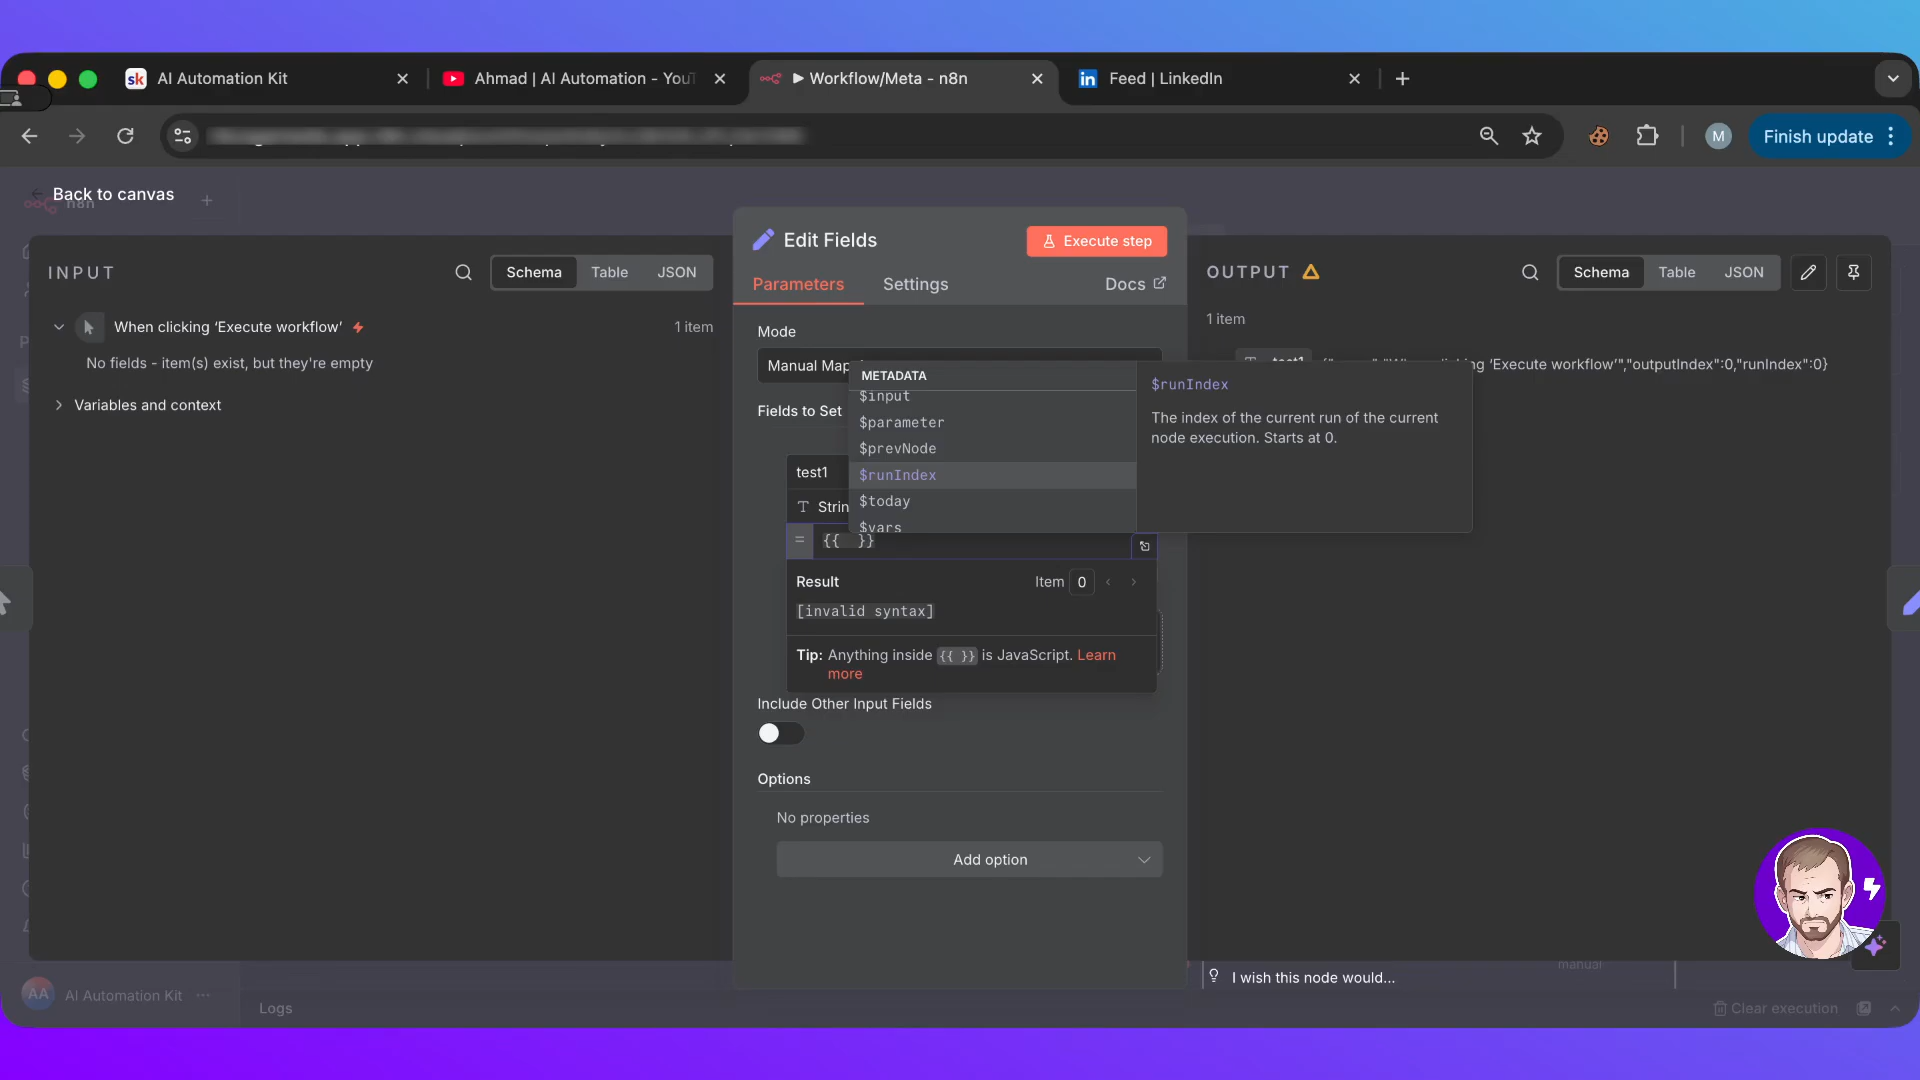 sk AI Automation Kit
Ahmad | AI Automation - YouT
Workflow/Meta - n8n
in Feed | LinkedIn
M
Finish update
Back to canvas
n8n
Edit Fields
Execute step
INPUT
Schema Table JSON
Parameters Settings Docs
OUTPUT
Schema Table JSON
When clicking ‘Execute workflow’ 1 item
No fields - item(s) exist, but they're empty
Variables and context
1 item
Mode
Manual Map
METADATA
$input
$parameter
$prevNode
$runIndex
$today
$vars
$runIndex
The index of the current run of the current
node execution. Starts at 0.
ng ‘Execute workflow’","outputIndex":0,"runIndex":0}
Fields to Set
test1
T Strin
= {{ }}
Result Item 0
[invalid syntax]
Tip: Anything inside {{ }} is JavaScript. Learn
more
Include Other Input Fields
Options
No properties
Add option
I wish this node would...
manual
AA AI Automation Kit
Logs
Clear execution